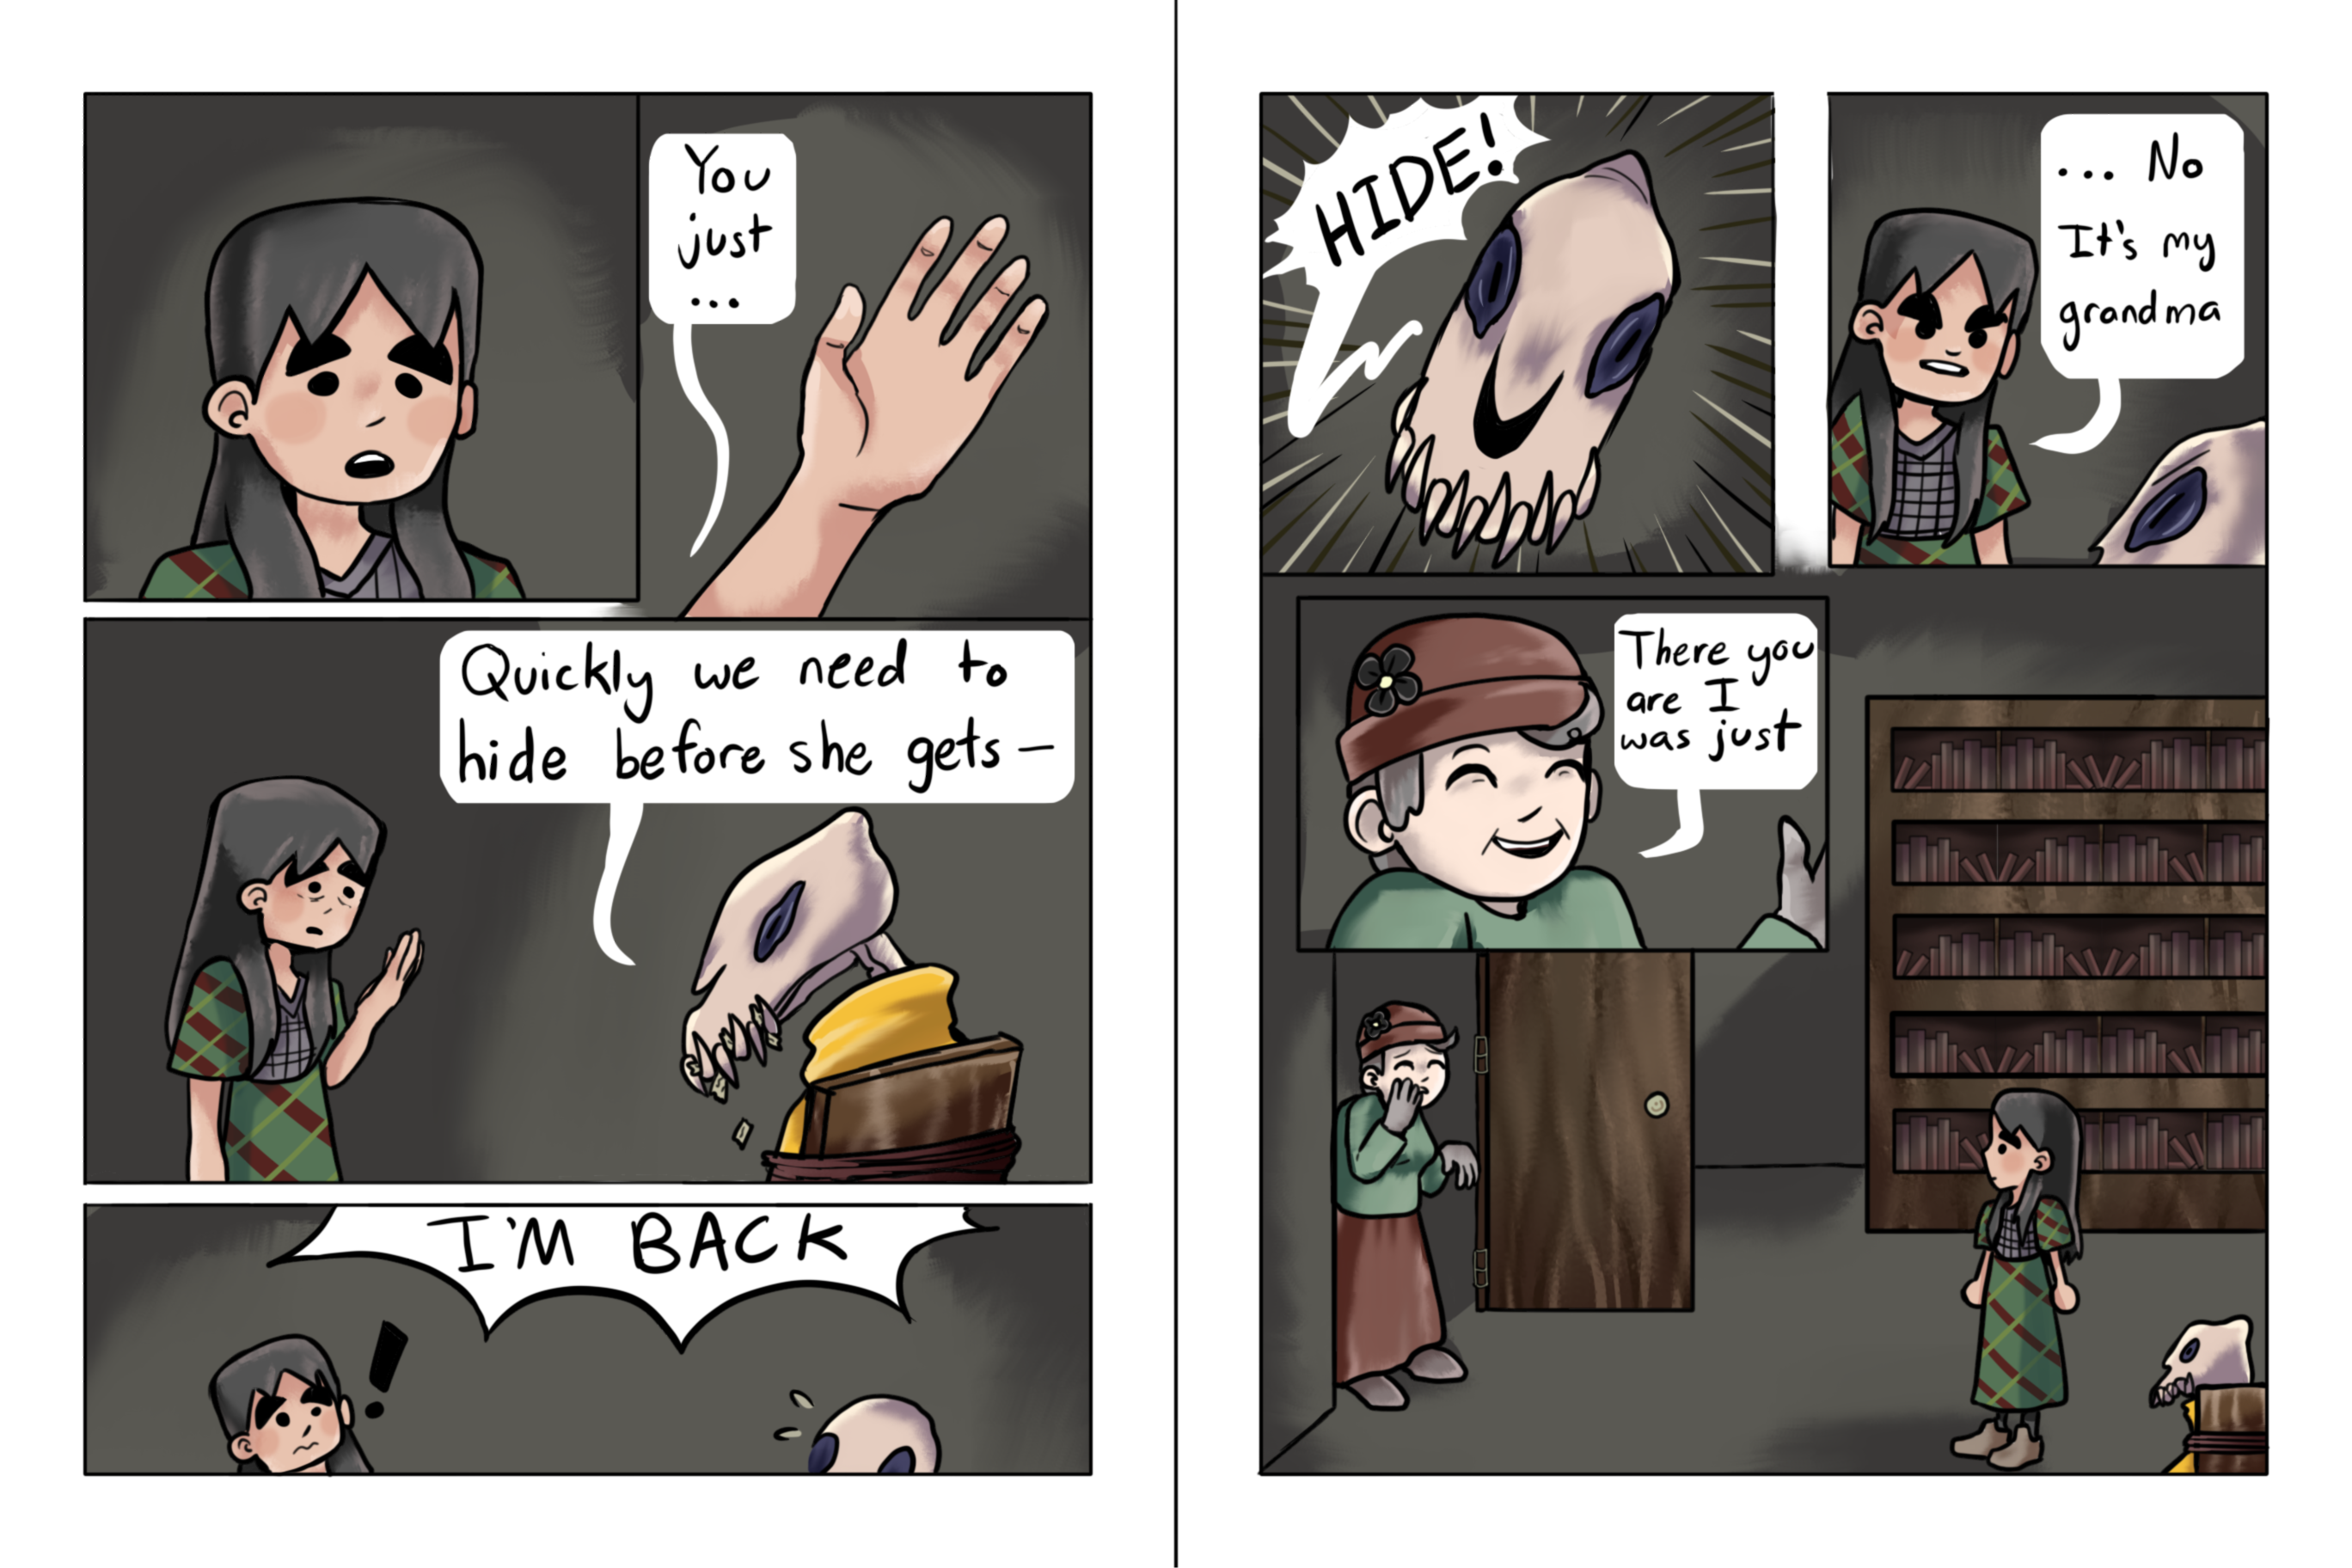 You
just
...
Quickly we need to
hide before she gets —
I'M BACK
HIDE!
... No
It's my
grandma
There you
are I
was just